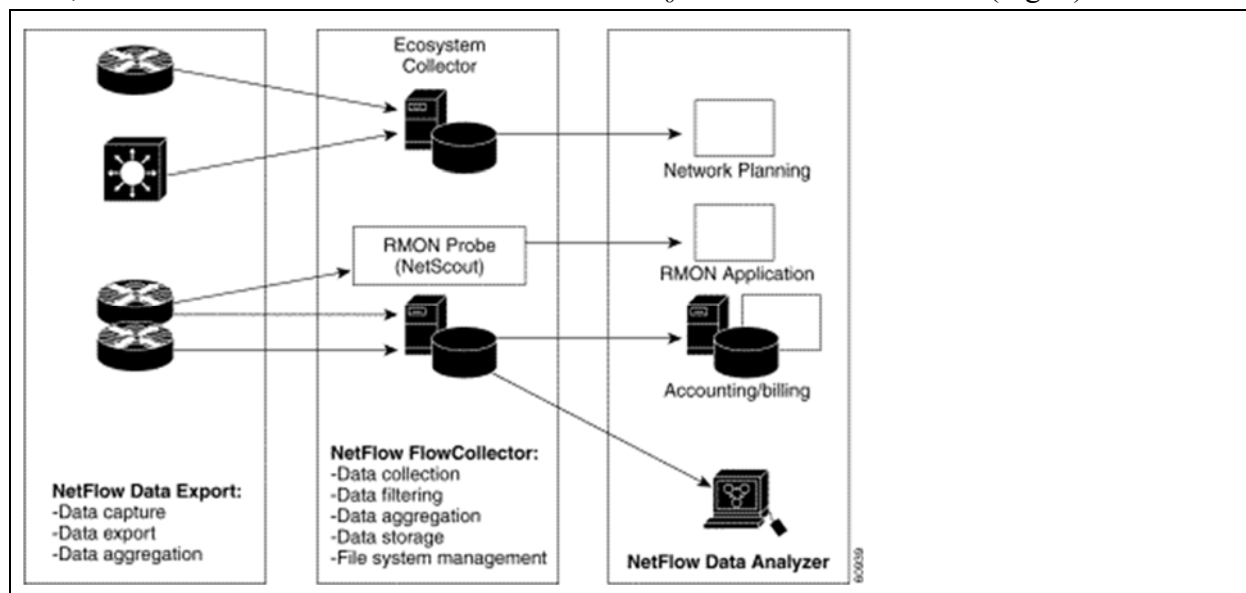 Ecosystem
Collector
Network Planning
RMON Probe
(NetScout)
RMON Application
Accounting/billing
NetFlow Data Export:
-Data capture
-Data export
-Data aggregation
NetFlow FlowCollector:
-Data collection
-Data filtering
-Data aggregation
-Data storage
-File system management
NetFlow Data Analyzer
60939